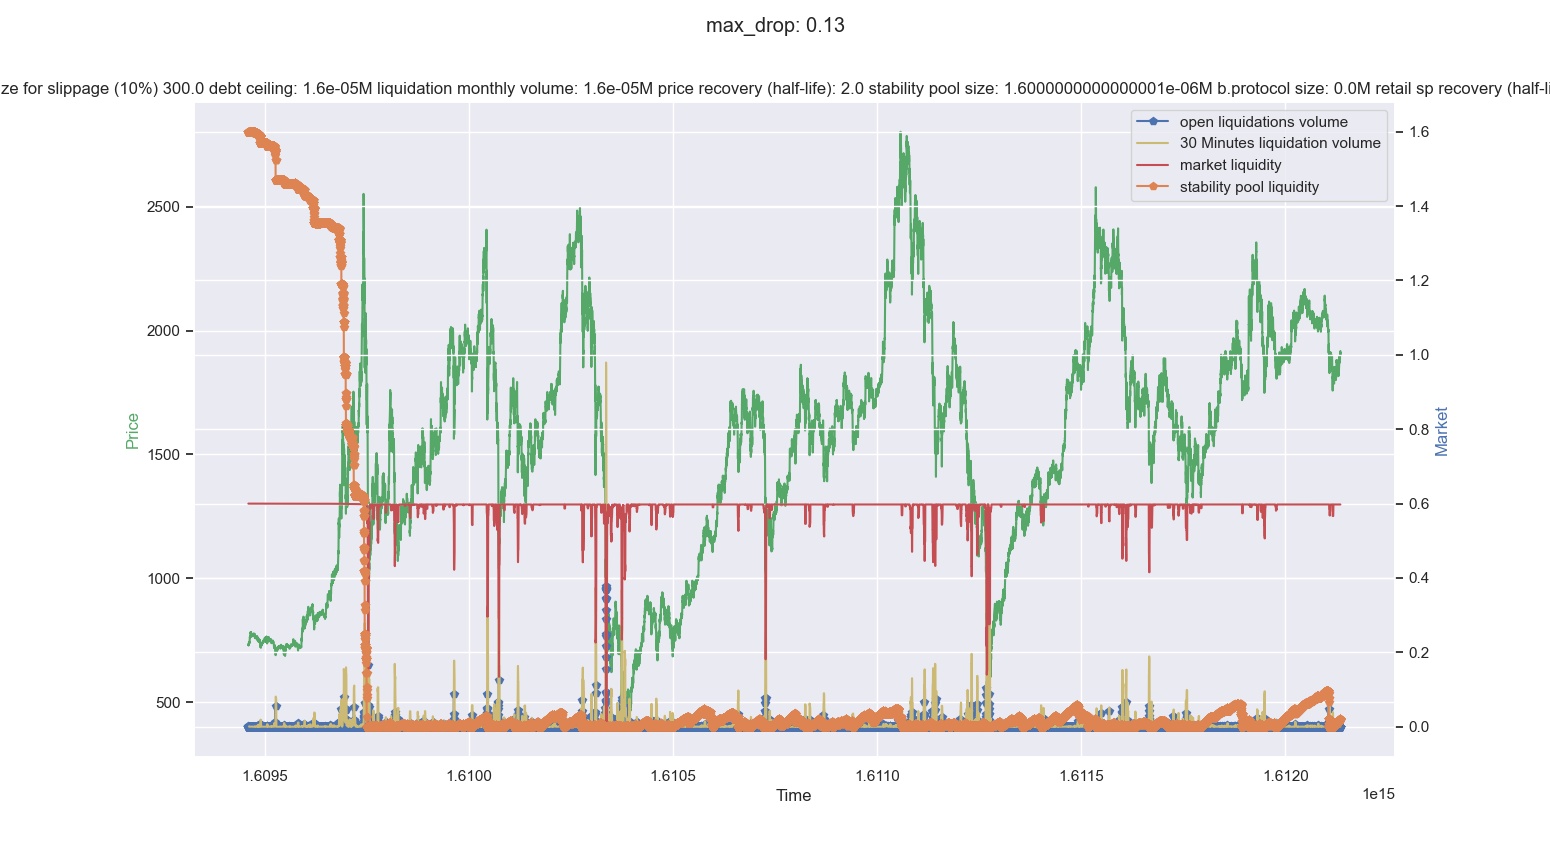 max_drop: 0.13
ze for slippage (10%) 300.0 debt ceiling: 1.6e-05M liquidation monthly volume: 1.6e-05M price recovery (half-life): 2.0 stability pool size: 1.6000000000000001e-06M b.protocol size: 0.0M retail sp recovery (half-li
open liquidations volume
30 Minutes liquidation volume
market liquidity
stability pool liquidity
Price
2500
2000
1500
1000
500
1.6
1.4
1.2
1.0
0.8
0.6
0.4
0.2
0.0
Market
1.6095
1.6100
1.6105
1.6110
1.6115
1.6120
Time
1e15